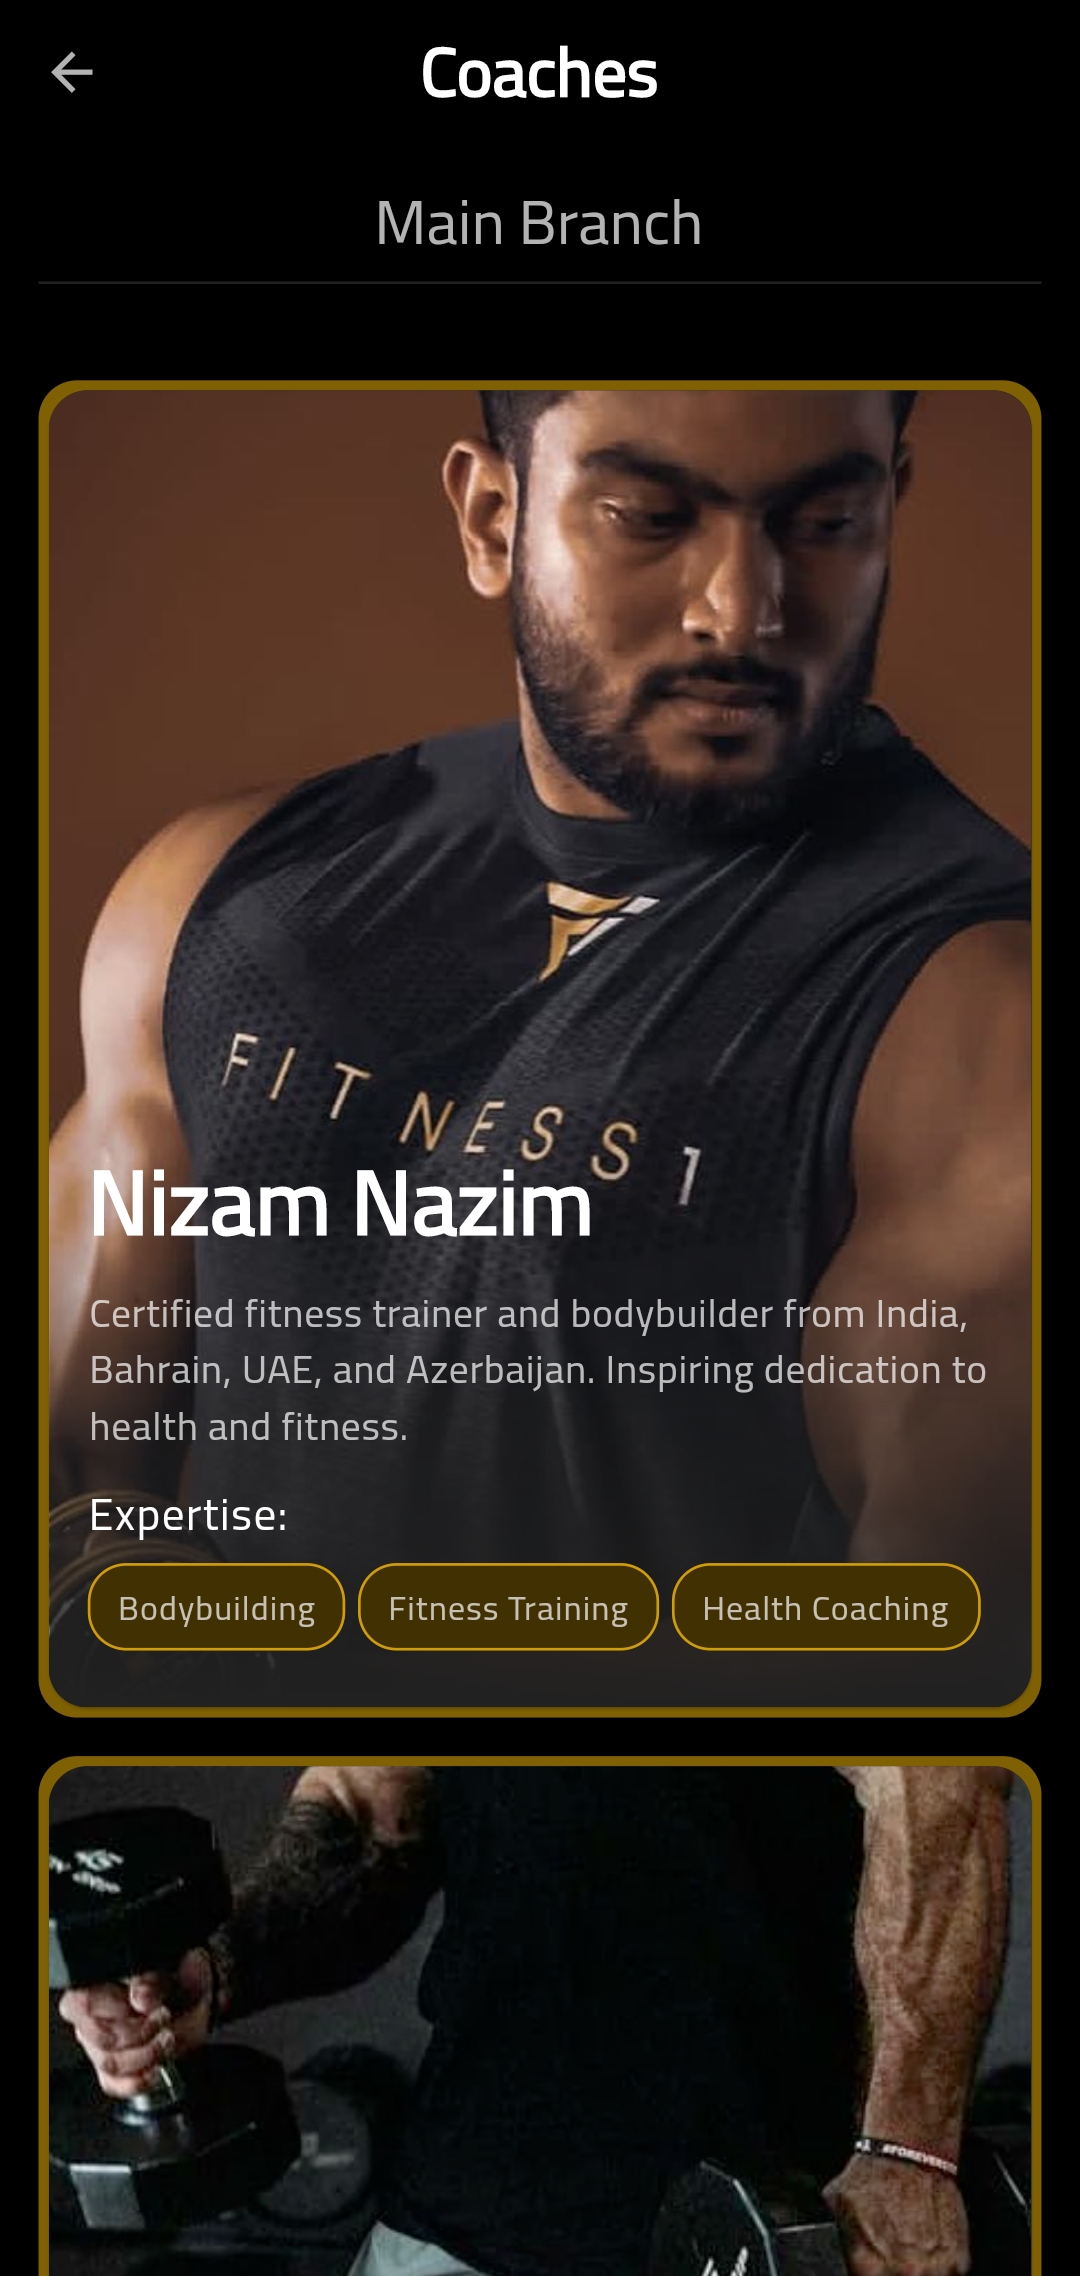 Coaches
Main Branch
FITNESS 1
Nizam Nazim
Certified fitness trainer and bodybuilder from India,
Bahrain, UAE, and Azerbaijan. Inspiring dedication to
health and fitness.
Expertise:
Bodybuilding
Fitness Training
Health Coaching